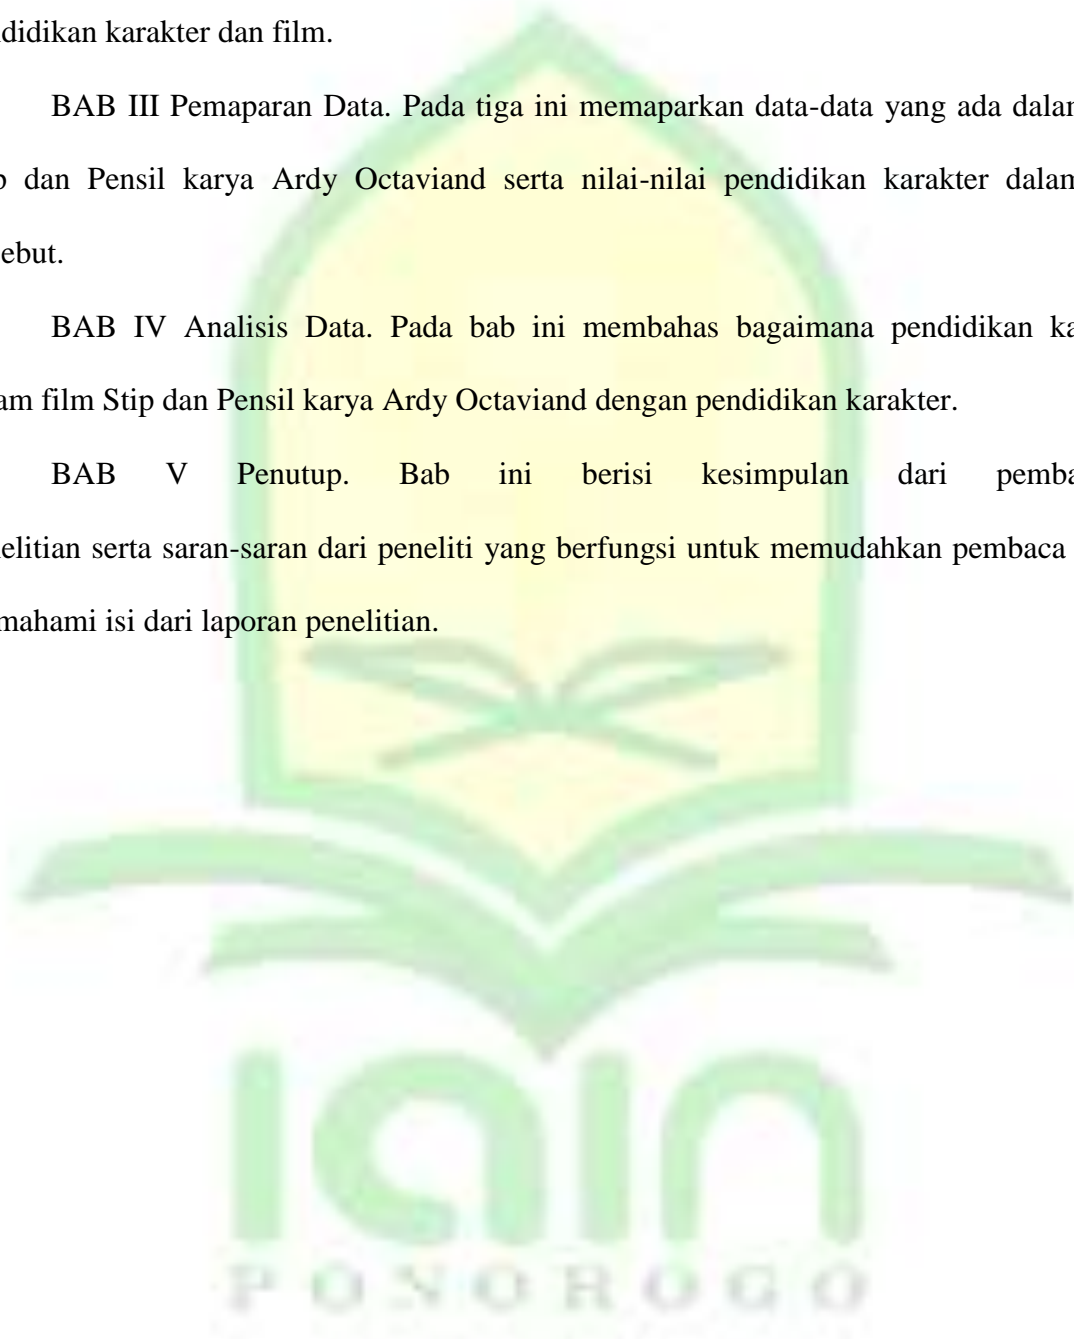 didikan karakter dan film.
BAB III Pemaparan Data. Pada tiga ini memaparkan data-data yang ada dalam
dan Pensil karya Ardy Octaviand serta nilai-nilai pendidikan karakter dalam
ebut.
BAB IV Analisis Data. Pada bab ini membahas bagaimana pendidikan ka
am film Stip dan Pensil karya Ardy Octaviand dengan pendidikan karakter.
BAB V Penutup. Bab ini berisi kesimpulan dari pemba
elitian serta saran-saran dari peneliti yang berfungsi untuk memudahkan pembaca
mahami isi dari laporan penelitian.
iain
PONOROGO